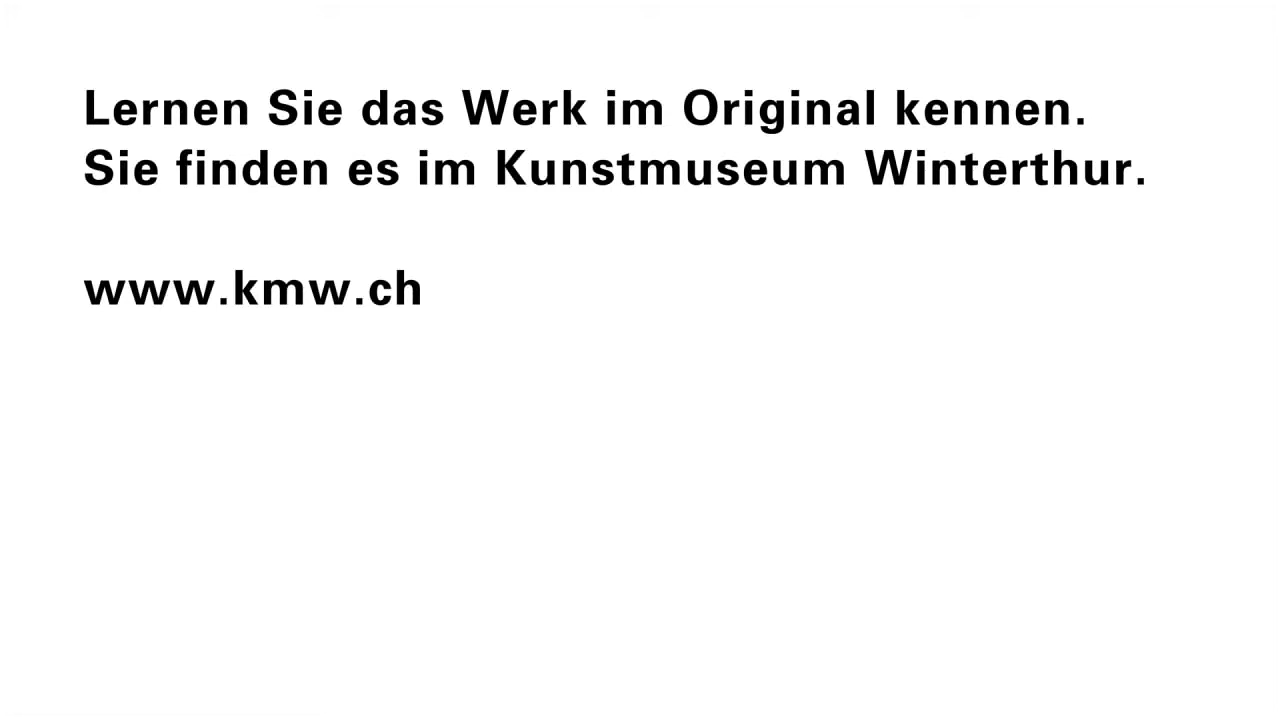 Lernen Sie das Werk im Original kennen.
Sie finden es im Kunstmuseum Winterthur.
www.kmw.ch